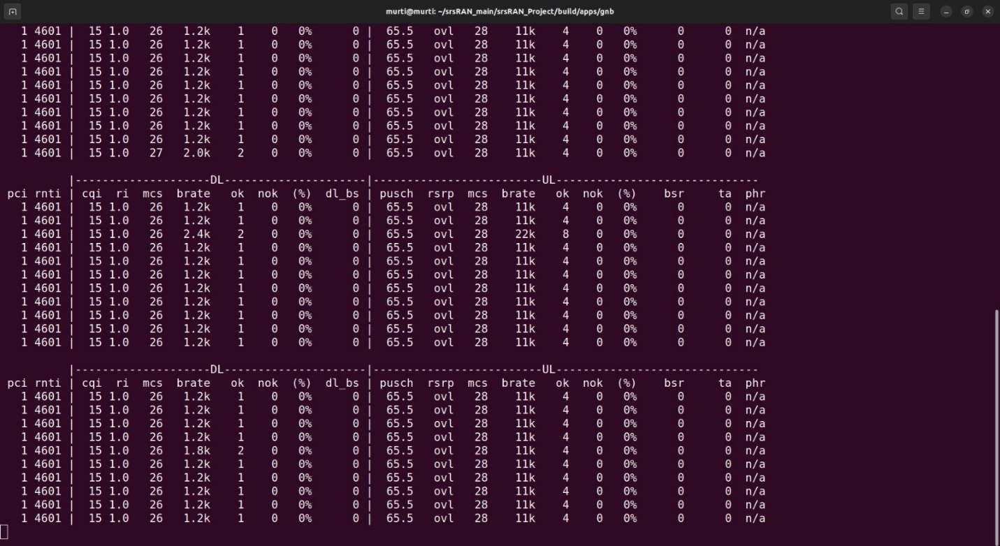 murti@murti: ~/srsRAN_main/srsRAN_Project/build/apps/gnb
1 4601 | 15 1.0 26 1.2k 1 0 0% 0 | 65.5 ovl 28 11k 4 0 0% 0 0 n/a
1 4601 | 15 1.0 26 1.2k 1 0 0% 0 | 65.5 ovl 28 11k 4 0 0% 0 0 n/a
1 4601 | 15 1.0 26 1.2k 1 0 0% 0 | 65.5 ovl 28 11k 4 0 0% 0 0 n/a
1 4601 | 15 1.0 26 1.2k 1 0 0% 0 | 65.5 ovl 28 11k 4 0 0% 0 0 n/a
1 4601 | 15 1.0 26 1.2k 1 0 0% 0 | 65.5 ovl 28 11k 4 0 0% 0 0 n/a
1 4601 | 15 1.0 26 1.2k 1 0 0% 0 | 65.5 ovl 28 11k 4 0 0% 0 0 n/a
1 4601 | 15 1.0 26 1.2k 1 0 0% 0 | 65.5 ovl 28 11k 4 0 0% 0 0 n/a
1 4601 | 15 1.0 26 1.2k 1 0 0% 0 | 65.5 ovl 28 11k 4 0 0% 0 0 n/a
1 4601 | 15 1.0 26 1.2k 1 0 0% 0 | 65.5 ovl 28 11k 4 0 0% 0 0 n/a
1 4601 | 15 1.0 27 2.0k 2 0 0% 0 | 65.5 ovl 28 11k 4 0 0% 0 0 n/a
|--------------------DL---------------------|-------------------------UL------------------------------
pci rnti | cqi ri mcs brate ok nok (%) dl_bs | pusch rsrp mcs brate ok nok (%) bsr ta phr
1 4601 | 15 1.0 26 1.2k 1 0 0% 0 | 65.5 ovl 28 11k 4 0 0% 0 0 n/a
1 4601 | 15 1.0 26 1.2k 1 0 0% 0 | 65.5 ovl 28 11k 4 0 0% 0 0 n/a
1 4601 | 15 1.0 26 2.4k 2 0 0% 0 | 65.5 ovl 28 22k 8 0 0% 0 0 n/a
1 4601 | 15 1.0 26 1.2k 1 0 0% 0 | 65.5 ovl 28 11k 4 0 0% 0 0 n/a
1 4601 | 15 1.0 26 1.2k 1 0 0% 0 | 65.5 ovl 28 11k 4 0 0% 0 0 n/a
1 4601 | 15 1.0 26 1.2k 1 0 0% 0 | 65.5 ovl 28 11k 4 0 0% 0 0 n/a
1 4601 | 15 1.0 26 1.2k 1 0 0% 0 | 65.5 ovl 28 11k 4 0 0% 0 0 n/a
1 4601 | 15 1.0 26 1.2k 1 0 0% 0 | 65.5 ovl 28 11k 4 0 0% 0 0 n/a
1 4601 | 15 1.0 26 1.2k 1 0 0% 0 | 65.5 ovl 28 11k 4 0 0% 0 0 n/a
1 4601 | 15 1.0 26 1.2k 1 0 0% 0 | 65.5 ovl 28 11k 4 0 0% 0 0 n/a
1 4601 | 15 1.0 26 1.2k 1 0 0% 0 | 65.5 ovl 28 11k 4 0 0% 0 0 n/a
|--------------------DL---------------------|-------------------------UL------------------------------
pci rnti | cqi ri mcs brate ok nok (%) dl_bs | pusch rsrp mcs brate ok nok (%) bsr ta phr
1 4601 | 15 1.0 26 1.2k 1 0 0% 0 | 65.5 ovl 28 11k 4 0 0% 0 0 n/a
1 4601 | 15 1.0 26 1.2k 1 0 0% 0 | 65.5 ovl 28 11k 4 0 0% 0 0 n/a
1 4601 | 15 1.0 26 1.2k 1 0 0% 0 | 65.5 ovl 28 11k 4 0 0% 0 0 n/a
1 4601 | 15 1.0 26 1.2k 1 0 0% 0 | 65.5 ovl 28 11k 4 0 0% 0 0 n/a
1 4601 | 15 1.0 26 1.8k 2 0 0% 0 | 65.5 ovl 28 11k 4 0 0% 0 0 n/a
1 4601 | 15 1.0 26 1.2k 1 0 0% 0 | 65.5 ovl 28 11k 4 0 0% 0 0 n/a
1 4601 | 15 1.0 26 1.2k 1 0 0% 0 | 65.5 ovl 28 11k 4 0 0% 0 0 n/a
1 4601 | 15 1.0 26 1.2k 1 0 0% 0 | 65.5 ovl 28 11k 4 0 0% 0 0 n/a
1 4601 | 15 1.0 26 1.2k 1 0 0% 0 | 65.5 ovl 28 11k 4 0 0% 0 0 n/a
1 4601 | 15 1.0 26 1.2k 1 0 0% 0 | 65.5 ovl 28 11k 4 0 0% 0 0 n/a